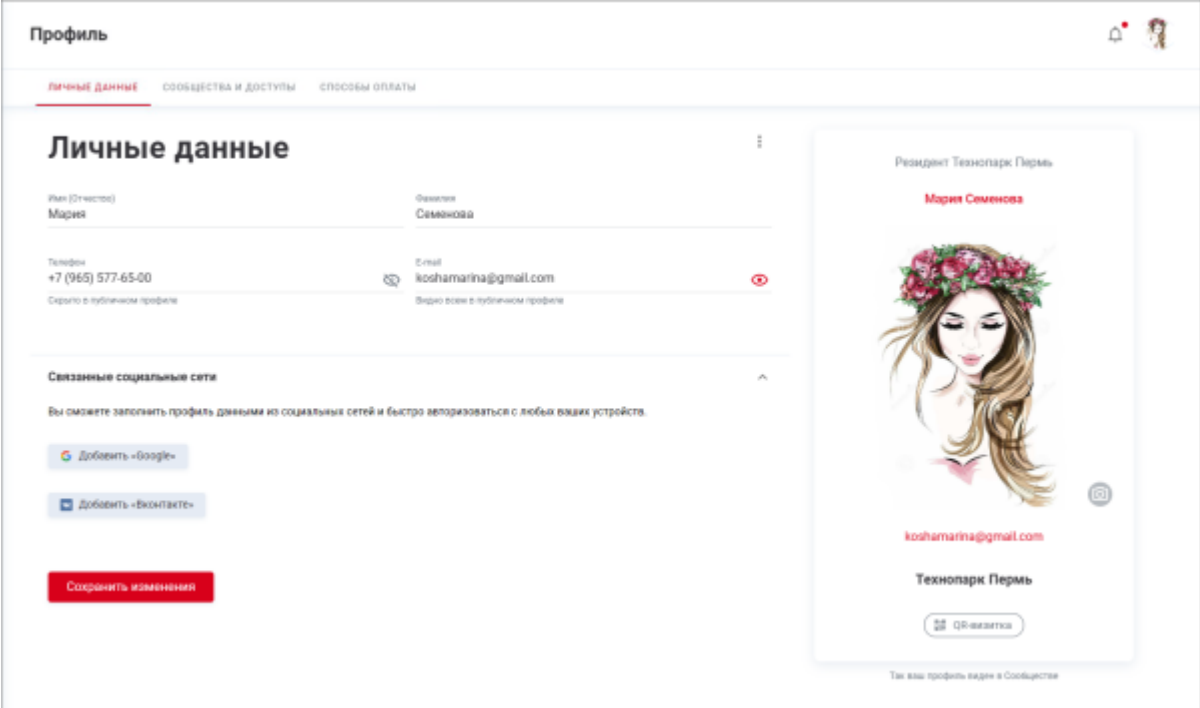 Профиль
ЛИЧНЫЕ ДАННЫЕ СООБЩЕСТВА И ДОСТУПЫ СПОСОБЫ ОПЛАТЫ
Личные данные
Имя (Отчество)
Мария
Фамилия
Семенова
Телефон
+7 (965) 577-65-00
Скрыто в публичном профиле
E-mail
koshamarina@gmail.com
Видно всем в публичном профиле
Связанные социальные сети
Вы сможете заполнить профиль данными из социальных сетей и быстро авторизоваться с любых ваших устройств.
Добавить «Google»
Добавить «Вконтакте»
Сохранить изменения
Резидент Технопарк Пермь
Мария Семенова
koshamarina@gmail.com
Технопарк Пермь
QR-визитка
Так ваш профиль виден в Сообществе